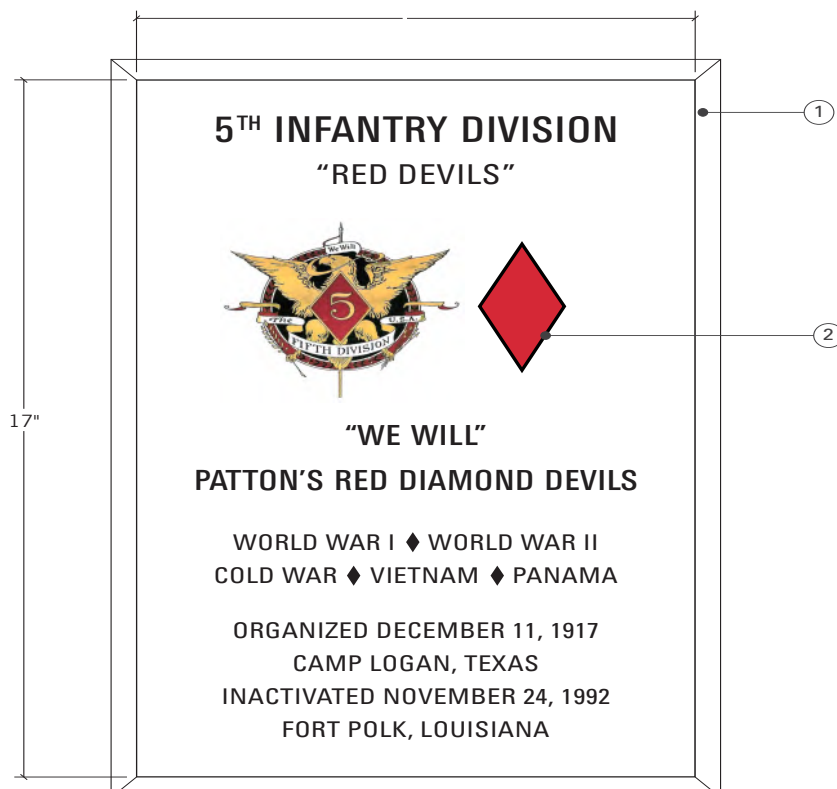 5TH INFANTRY DIVISION
“RED DEVILS”
We Will
5
The U.S.A.
FIFTH DIVISION
“WE WILL”
PATTON’S RED DIAMOND DEVILS
WORLD WAR I ♦ WORLD WAR II
COLD WAR ♦ VIETNAM ♦ PANAMA
ORGANIZED DECEMBER 11, 1917
CAMP LOGAN, TEXAS
INACTIVATED NOVEMBER 24, 1992
FORT POLK, LOUISIANA
17"
1
2